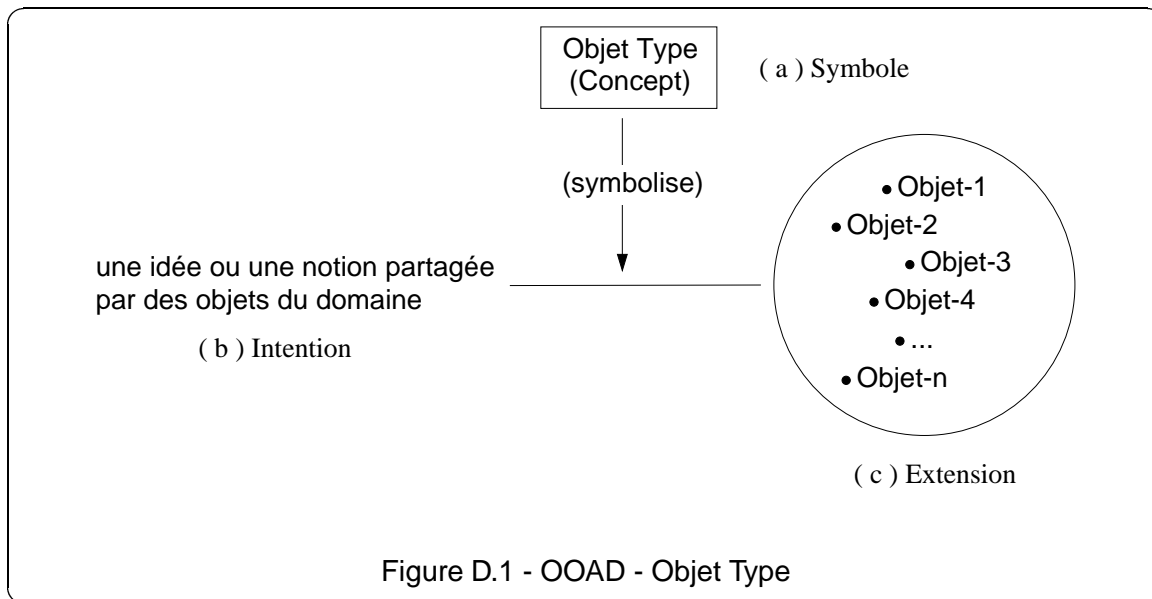 Objet Type
(Concept)
( a ) Symbole
(symbolise)
une idée ou une notion partagée
par des objets du domaine
( b ) Intention
Objet-1
Objet-2
Objet-3
Objet-4
...
Objet-n
( c ) Extension
Figure D.1 - OOAD - Objet Type